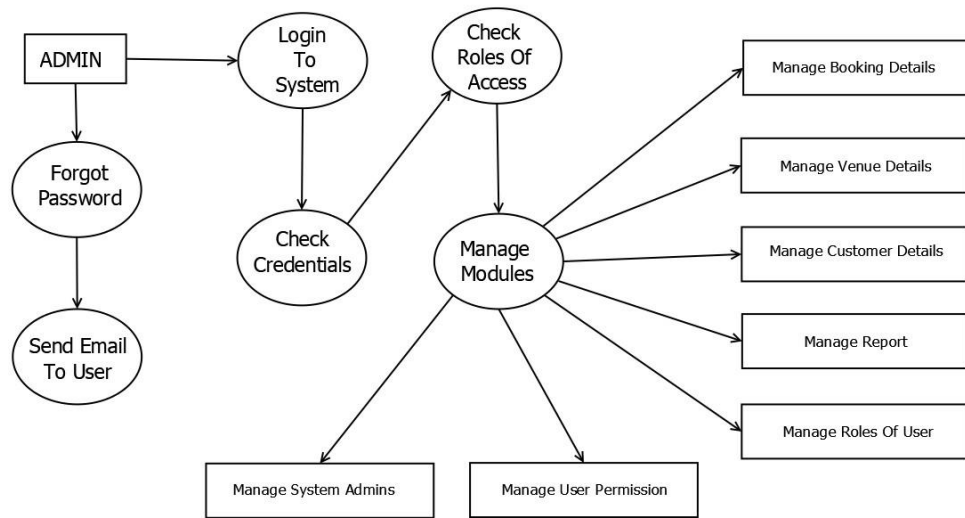 ADMIN
Login
To
System
Check
Roles Of
Access
Manage Booking Details
Forgot
Password
Manage Venue Details
Check
Credentials
Manage
Modules
Manage Customer Details
Send Email
To User
Manage Report
Manage Roles Of User
Manage System Admins
Manage User Permission